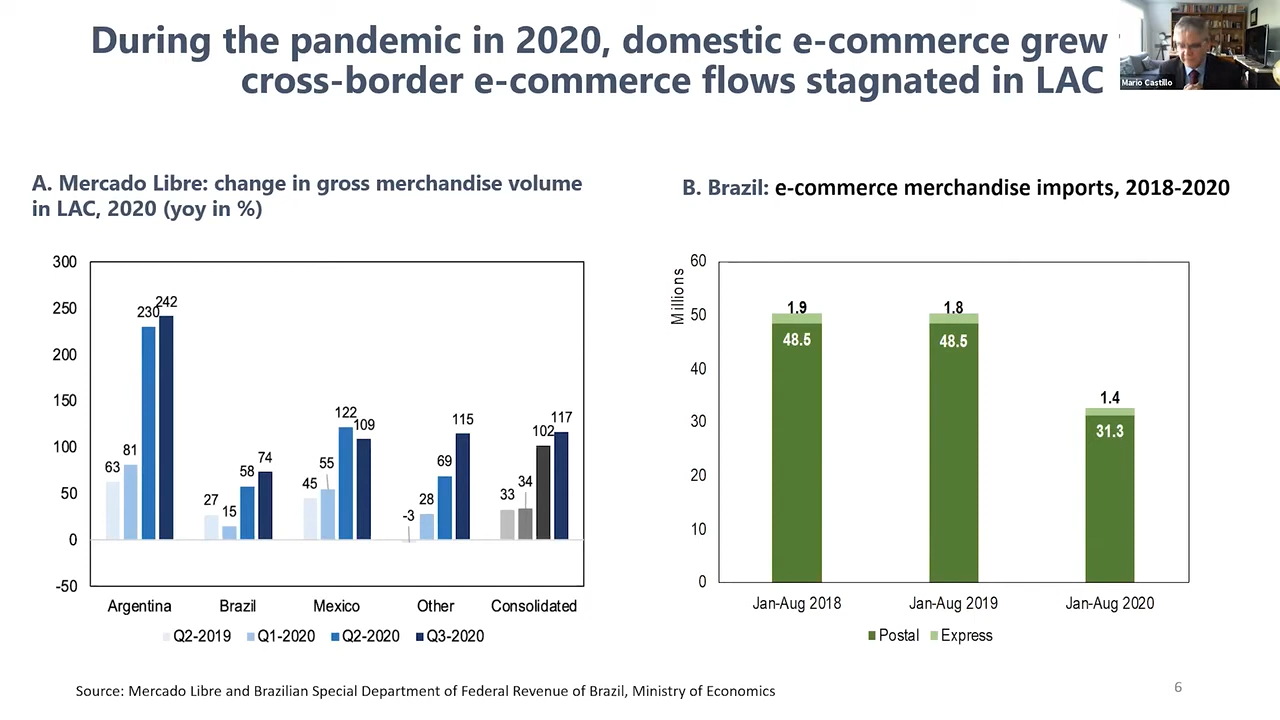 During the pandemic in 2020, domestic e-commerce grew
cross-border e-commerce flows stagnated in LAC
Mario Castillo
A. Mercado Libre: change in gross merchandise volume
in LAC, 2020 (yoy in %)
300
250
200
150
100
50
0
-50
63
81
230
242
27
15
58
74
45
55
122
109
-3
28
69
115
33
34
102
117
Argentina
Brazil
Mexico
Other
Consolidated
Q2-2019
Q1-2020
Q2-2020
Q3-2020
B. Brazil: e-commerce merchandise imports, 2018-2020
Millions
60
50
40
30
20
10
0
1.9
48.5
1.8
48.5
1.4
31.3
Jan-Aug 2018
Jan-Aug 2019
Jan-Aug 2020
Postal
Express
Source: Mercado Libre and Brazilian Special Department of Federal Revenue of Brazil, Ministry of Economics
6